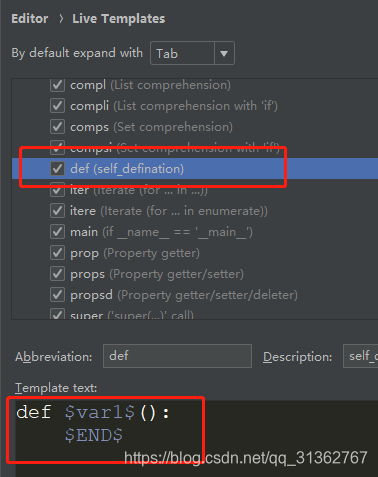 Editor › Live Templates
By default expand with Tab
compl (List comprehension)
compli (List comprehension with 'if')
comps (Set comprehension)
compsi (Set comprehension with 'if')
def (self_defination)
iter (Iterate (for ... in ...))
itere (Iterate (for ... in enumerate))
main (if __name__ == '__main__')
prop (Property getter)
props (Property getter/setter)
propsd (Property getter/setter/deleter)
super ('super(...)' call)
Abbreviation: def Description: self_d
Template text:
def $var1$():
$END$
https://blog.csdn.net/qq_31362767